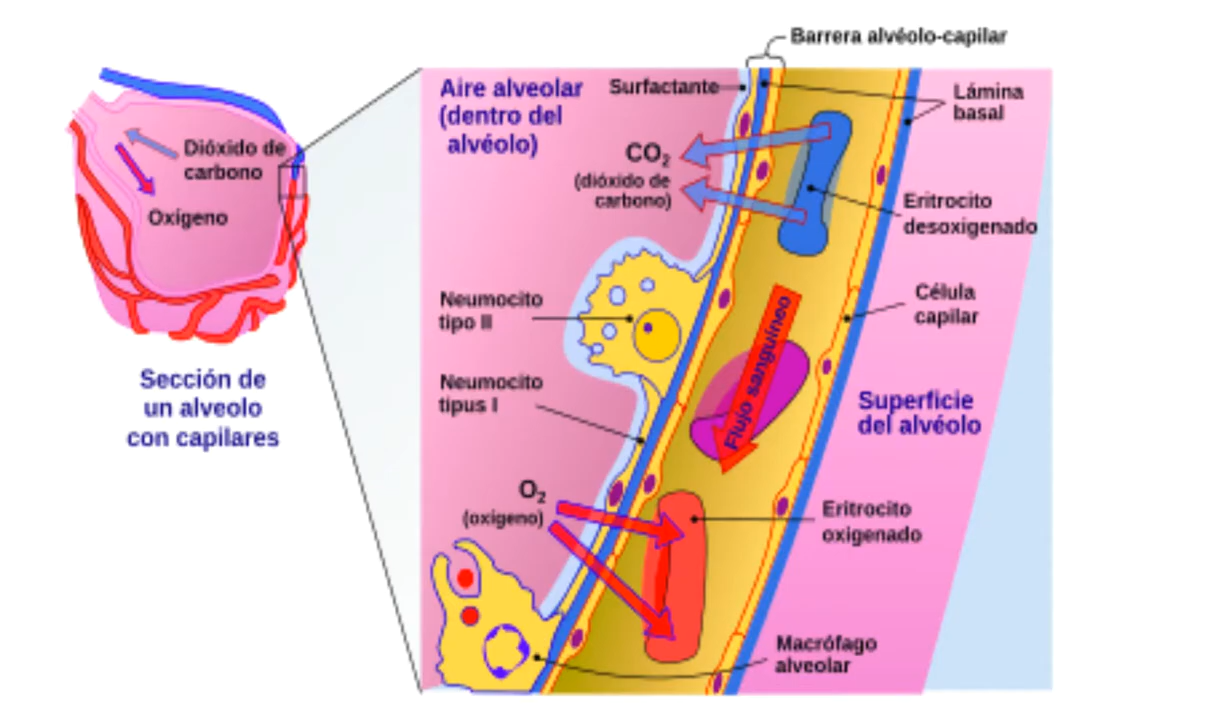 Barrera alvéolo-capilar
Aire alveolar
(dentro del
alvéolo)
Surfactante
Lámina
basal
Dióxido de
carbono
Oxígeno
CO₂
(dióxido de
carbono)
Eritrocito
desoxigenado
Neumocito
tipo II
Célula
capilar
Flujo sanguíneo
Sección de
un alveolo
con capilares
Neumocito
tipus I
Superficie
del alvéolo
O₂
(oxígeno)
Eritrocito
oxigenado
Macrófago
alveolar